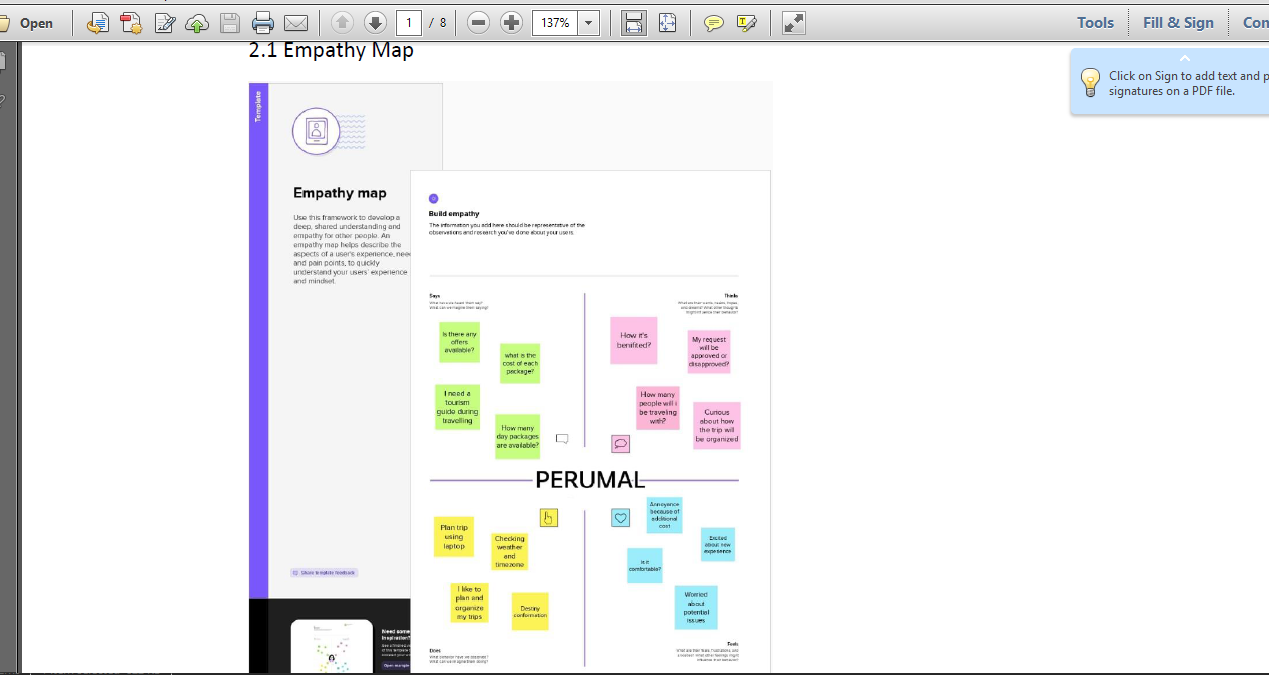 Open
1 / 8
137%
Tools
Fill & Sign
Con
Click on Sign to add text and p
signatures on a PDF file.
2.1 Empathy Map
Template
Empathy map
Use this framework to develop a
deep, shared understanding and
empathy for other people. An
empathy map helps describe the
aspects of a user's experience, need
and pain points, to quickly
understand your users' experience
and mindset.
Share template feedback
Need some
inspiration?
Open example
Build empathy
The information you add here should be representative of the
observations and research you've done about your users.
Says
What have we heard them say?
What can we imagine them saying?
Is there any
offers
available?
what is the
cost of each
package?
I need a
tourism
guide during
travelling
How many
day packages
are available?
Thinks
What are their wants, needs, hopes,
and dreams? What other thoughts
might influence their behavior?
How it's
benifited?
My request
will be
approved or
disapproved?
How many
people will i
be traveling
with?
Curious
about how
the trip will
be organized
PERUMAL
Plan trip
using
laptop
Checking
weather
and
timezone
I like to
plan and
organize
my trips
Destny
conformation
Does
What behavior have we observed?
What can we imagine them doing?
Annoyance
because of
additional
cost
Excited
about new
experience
Is it
comfortable?
Worried
about
potential
issues
Feels
What are their fears, frustrations, and
anxieties? What other feelings might
influence their behavior?